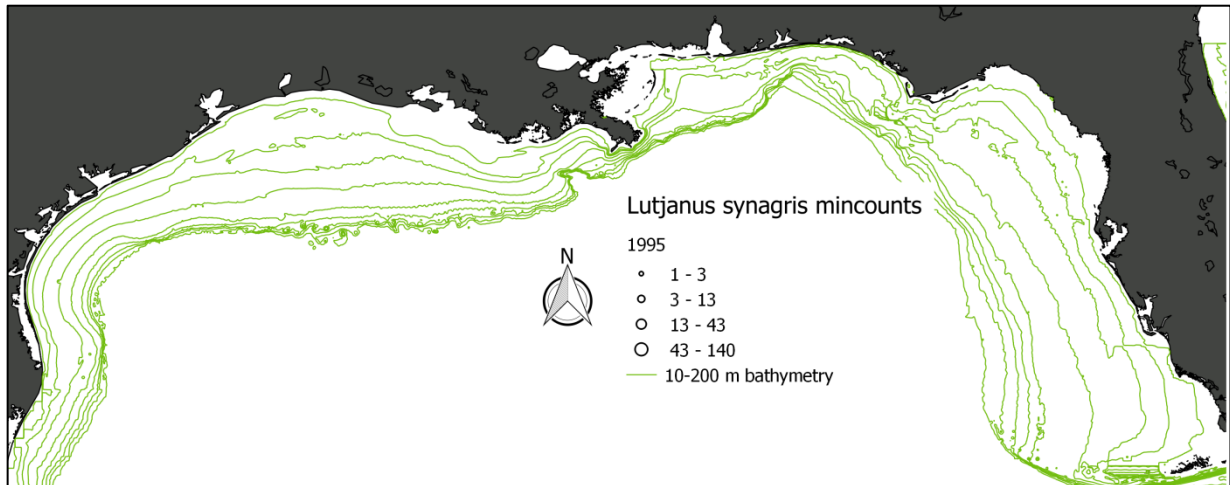 Lutjanus synagris mincounts
1995
N
1 - 3
3 - 13
13 - 43
43 - 140
10-200 m bathymetry